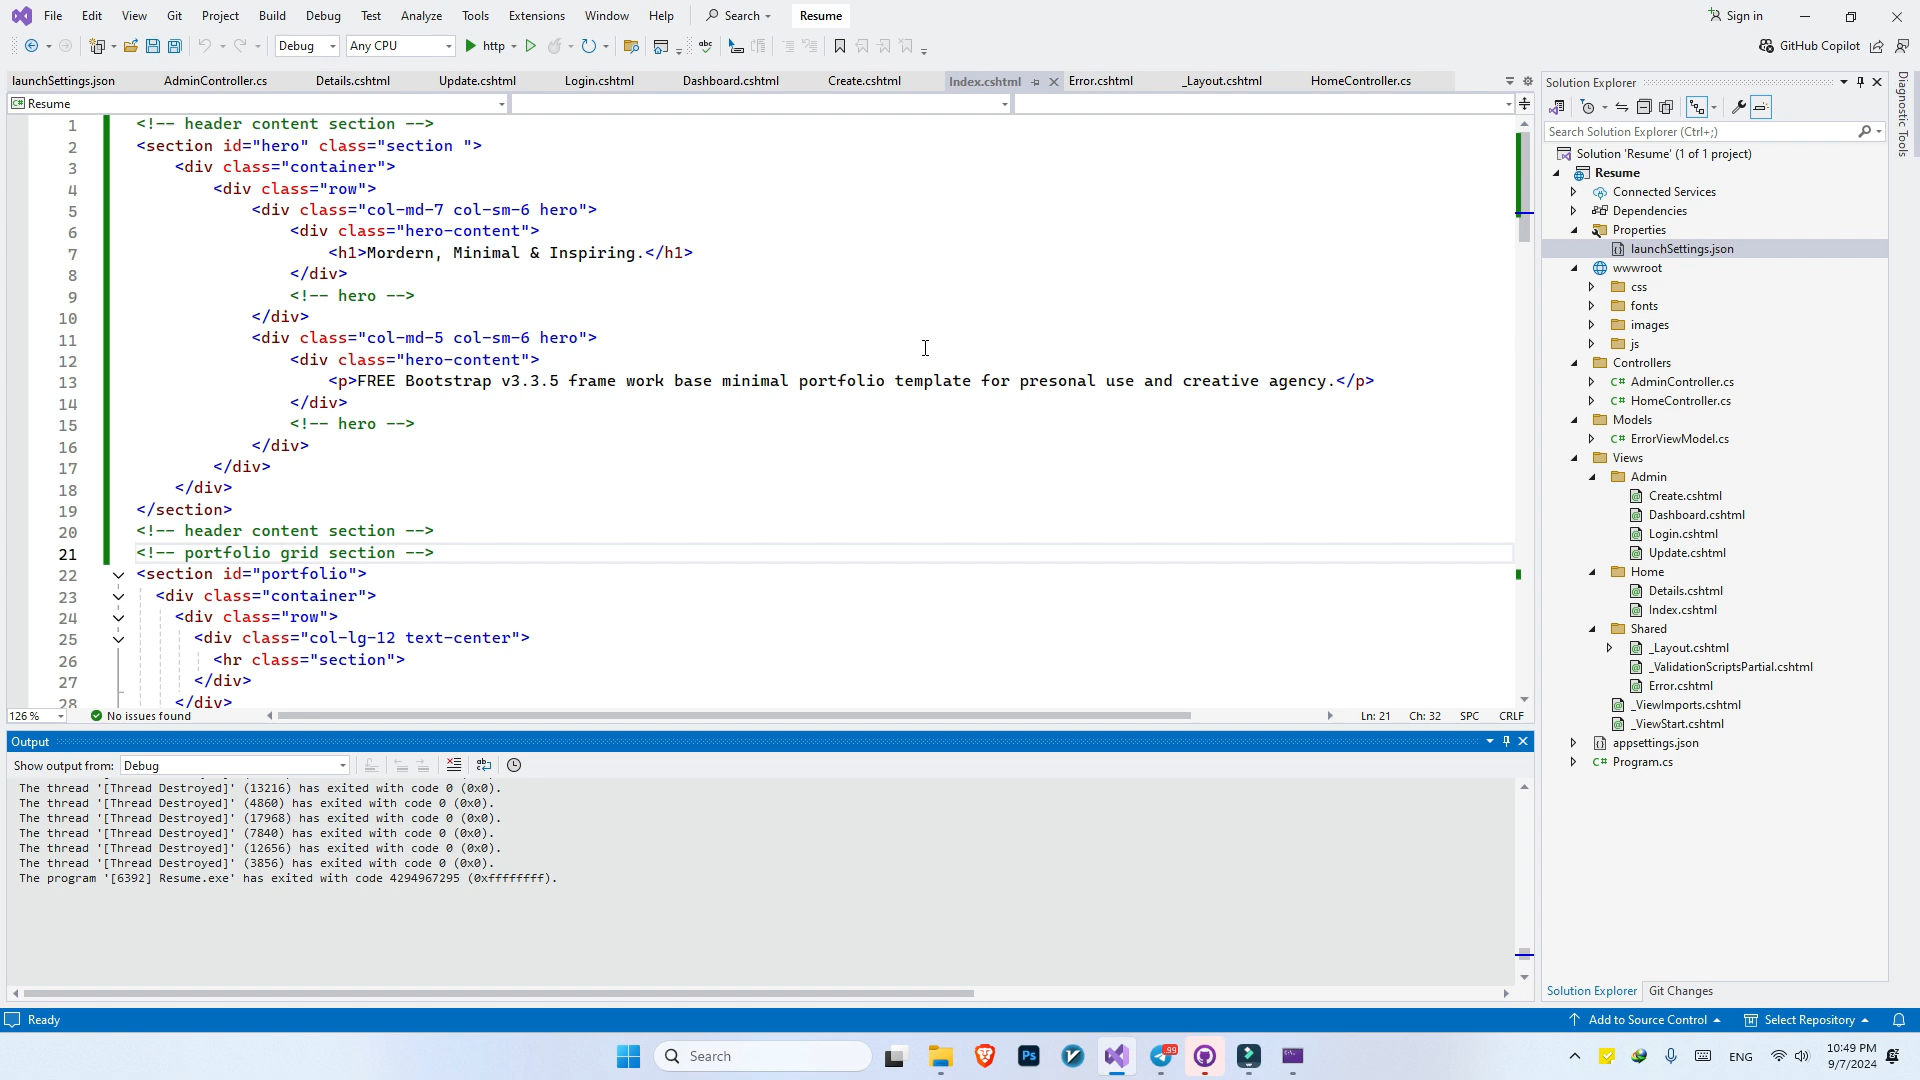 File Edit View Git Project Build Debug Test Analyze Tools Extensions Window Help Search Resume Sign in
Debug Any CPU http GitHub Copilot
launchSettings.json AdminController.cs Details.cshtml Update.cshtml Login.cshtml Dashboard.cshtml Create.cshtml Index.cshtml Error.cshtml _Layout.cshtml HomeController.cs
C# Resume
1 <!-- header content section -->
2 <section id="hero" class="section ">
3 <div class="container">
4 <div class="row">
5 <div class="col-md-7 col-sm-6 hero">
6 <div class="hero-content">
7 <h1>Mordern, Minimal & Inspiring.</h1>
8 </div>
9 <!-- hero -->
10 </div>
11 <div class="col-md-5 col-sm-6 hero">
12 <div class="hero-content">
13 <p>FREE Bootstrap v3.3.5 frame work base minimal portfolio template for presonal use and creative agency.</p>
14 </div>
15 <!-- hero -->
16 </div>
17 </div>
18 </div>
19 </section>
20 <!-- header content section -->
21 <!-- portfolio grid section -->
22 <section id="portfolio">
23 <div class="container">
24 <div class="row">
25 <div class="col-lg-12 text-center">
26 <hr class="section">
27 </div>
28 </div>
126 % No issues found Ln: 21 Ch: 32 SPC CRLF
Output
Show output from: Debug
The thread '[Thread Destroyed]' (13216) has exited with code 0 (0x0).
The thread '[Thread Destroyed]' (4860) has exited with code 0 (0x0).
The thread '[Thread Destroyed]' (17968) has exited with code 0 (0x0).
The thread '[Thread Destroyed]' (7840) has exited with code 0 (0x0).
The thread '[Thread Destroyed]' (12656) has exited with code 0 (0x0).
The thread '[Thread Destroyed]' (3856) has exited with code 0 (0x0).
The program '[6392] Resume.exe' has exited with code 4294967295 (0xffffffff).
Solution Explorer
Search Solution Explorer (Ctrl+;)
Solution 'Resume' (1 of 1 project)
Resume
Connected Services
Dependencies
Properties
launchSettings.json
wwwroot
css
fonts
images
js
Controllers
C# AdminController.cs
C# HomeController.cs
Models
C# ErrorViewModel.cs
Views
Admin
Create.cshtml
Dashboard.cshtml
Login.cshtml
Update.cshtml
Home
Details.cshtml
Index.cshtml
Shared
_Layout.cshtml
_ValidationScriptsPartial.cshtml
Error.cshtml
_ViewImports.cshtml
_ViewStart.cshtml
appsettings.json
C# Program.cs
Solution Explorer Git Changes
Diagnostic Tools
Ready Add to Source Control Select Repository
Search Ps 99 ENG 10:49 PM
9/7/2024